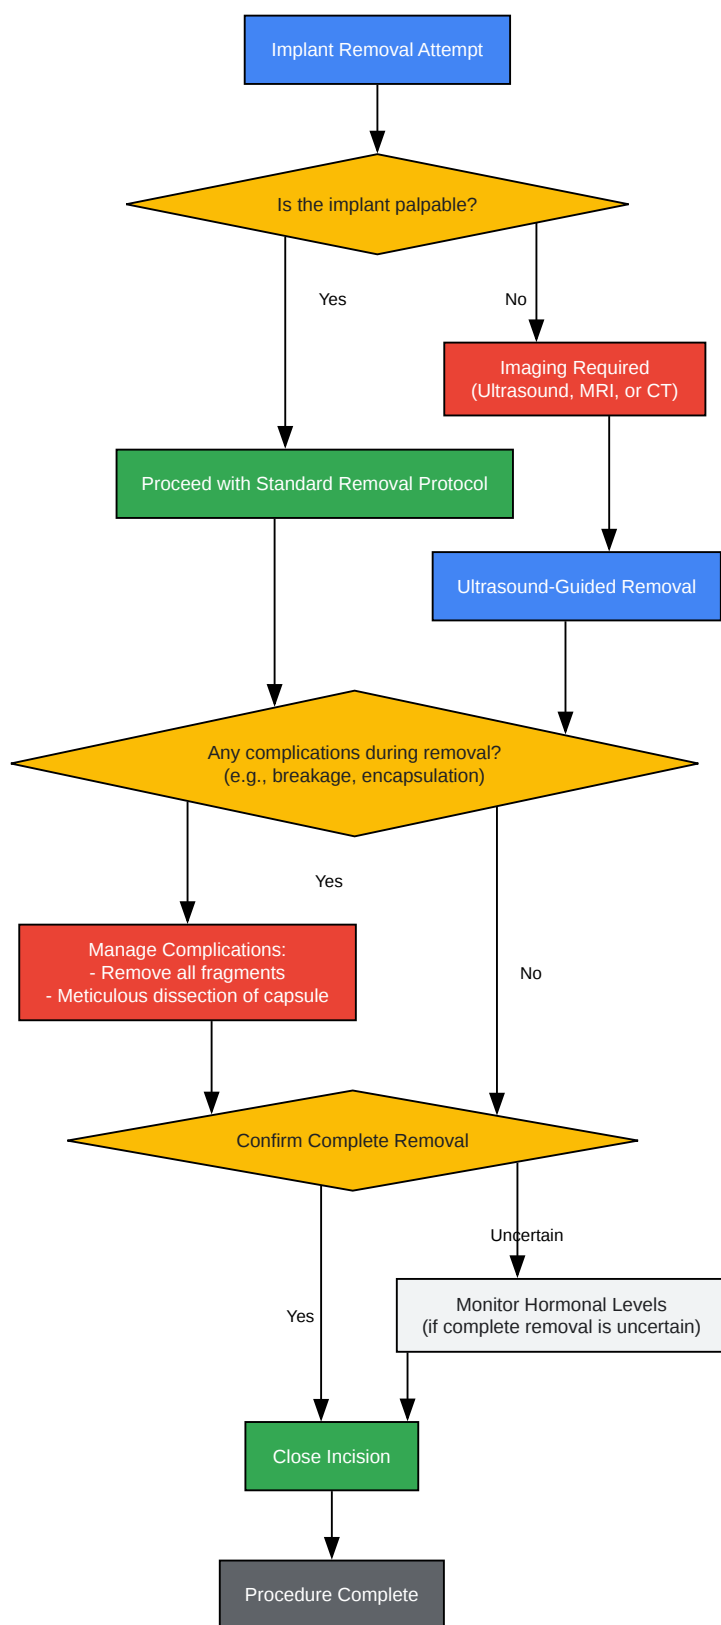 Implant Removal Attempt
Is the implant palpable?
Yes
No
Imaging Required
(Ultrasound, MRI, or CT)
Proceed with Standard Removal Protocol
Ultrasound-Guided Removal
Any complications during removal?
(e.g., breakage, encapsulation)
Yes
Manage Complications:
- Remove all fragments
- Meticulous dissection of capsule
No
Confirm Complete Removal
Uncertain
Monitor Hormonal Levels
(if complete removal is uncertain)
Yes
Close Incision
Procedure Complete